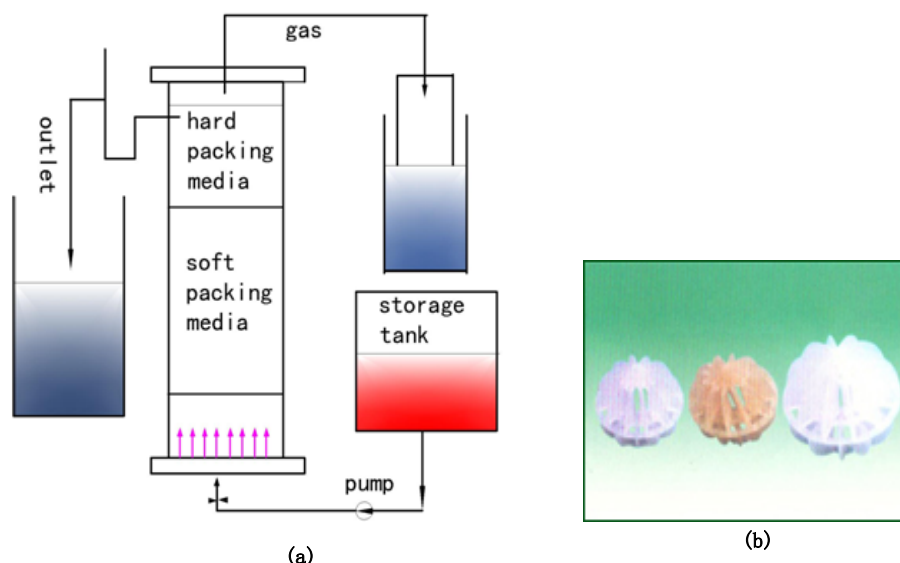 gas
outlet
hard
packing
media
soft
packing
media
storage
tank
pump
(a)
(b)